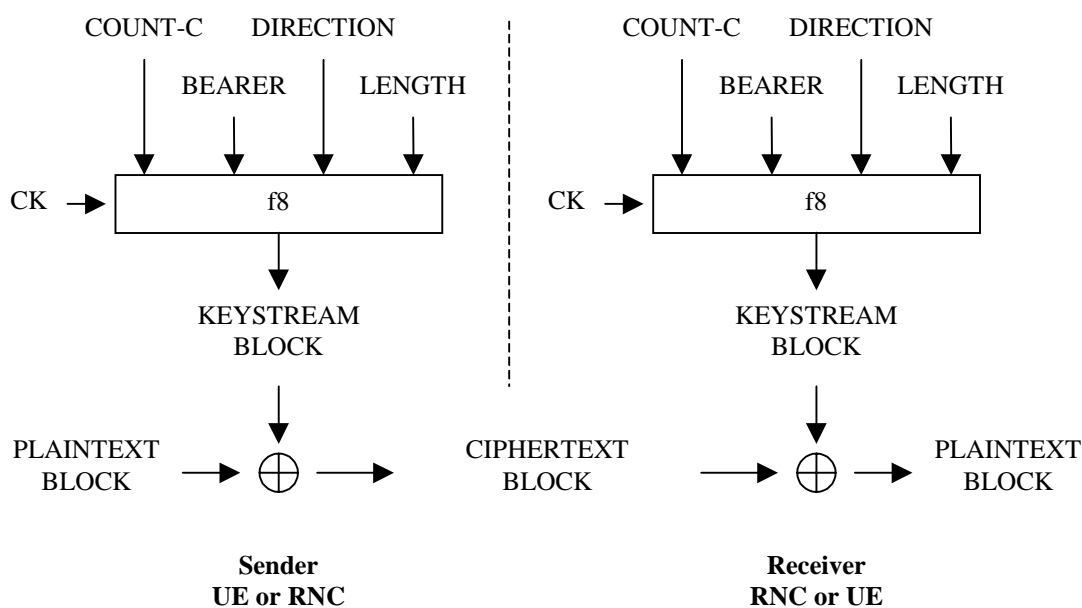 COUNT-C DIRECTION COUNT-C DIRECTION
BEARER LENGTH BEARER LENGTH
CK f8 CK f8
KEYSTREAM KEYSTREAM
BLOCK BLOCK
PLAINTEXT CIPHERTEXT PLAINTEXT
BLOCK BLOCK BLOCK
Sender Receiver
UE or RNC RNC or UE